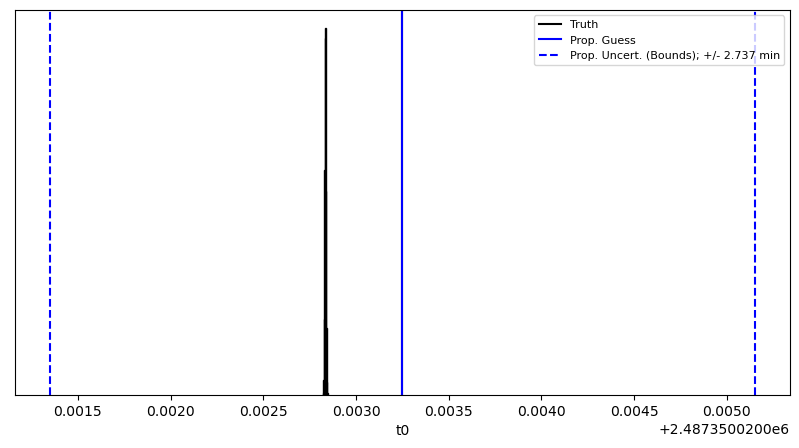 Truth
Prop. Guess
Prop. Uncert. (Bounds); +/- 2.737 min
0.0015 0.0020 0.0025 0.0030 0.0035 0.0040 0.0045 0.0050
t0
+2.4873500200e6